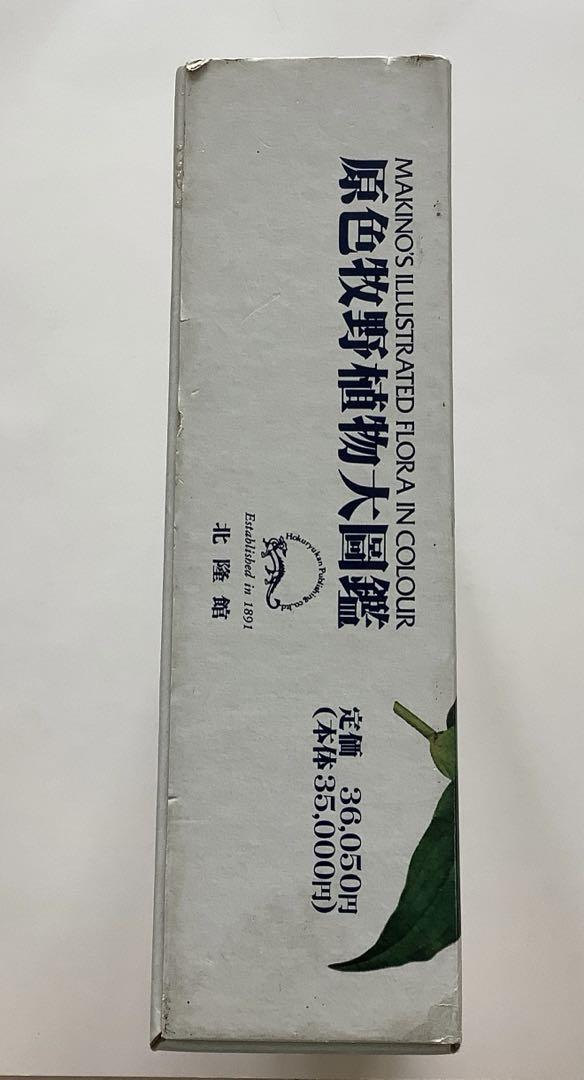 MAKINO'S ILLUSTRATED FLORA IN COLOUR
原色牧野植物大圖鑑
Hokuryukan Publishing co.,ltd.
Established in 1891
北隆館
定価 36,050円
(本体35,000円)